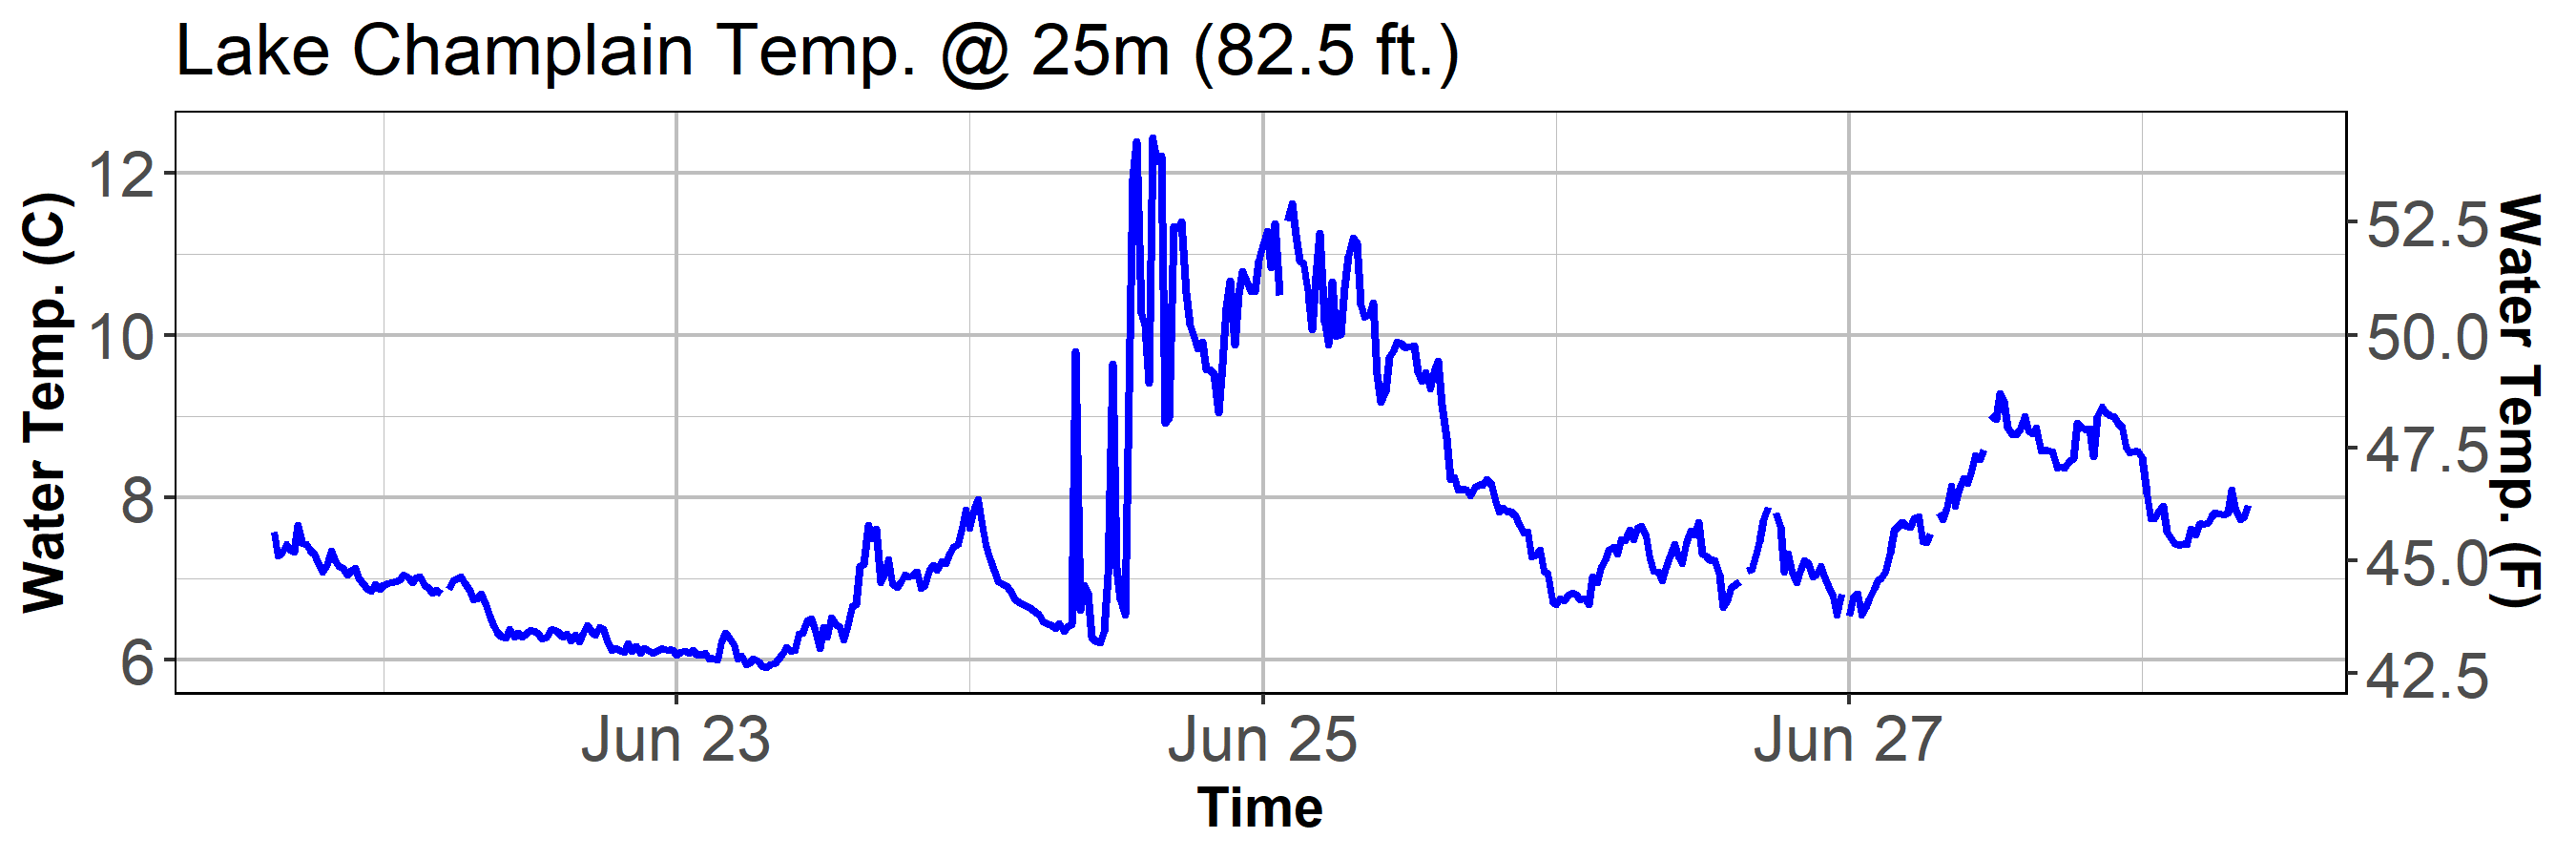 Lake Champlain Temp. @ 25m (82.5 ft.)
Water Temp. (C)
12
10
8
6
52.5
50.0
47.5
45.0
42.5
Water Temp. (F)
Jun 23
Jun 25
Jun 27
Time